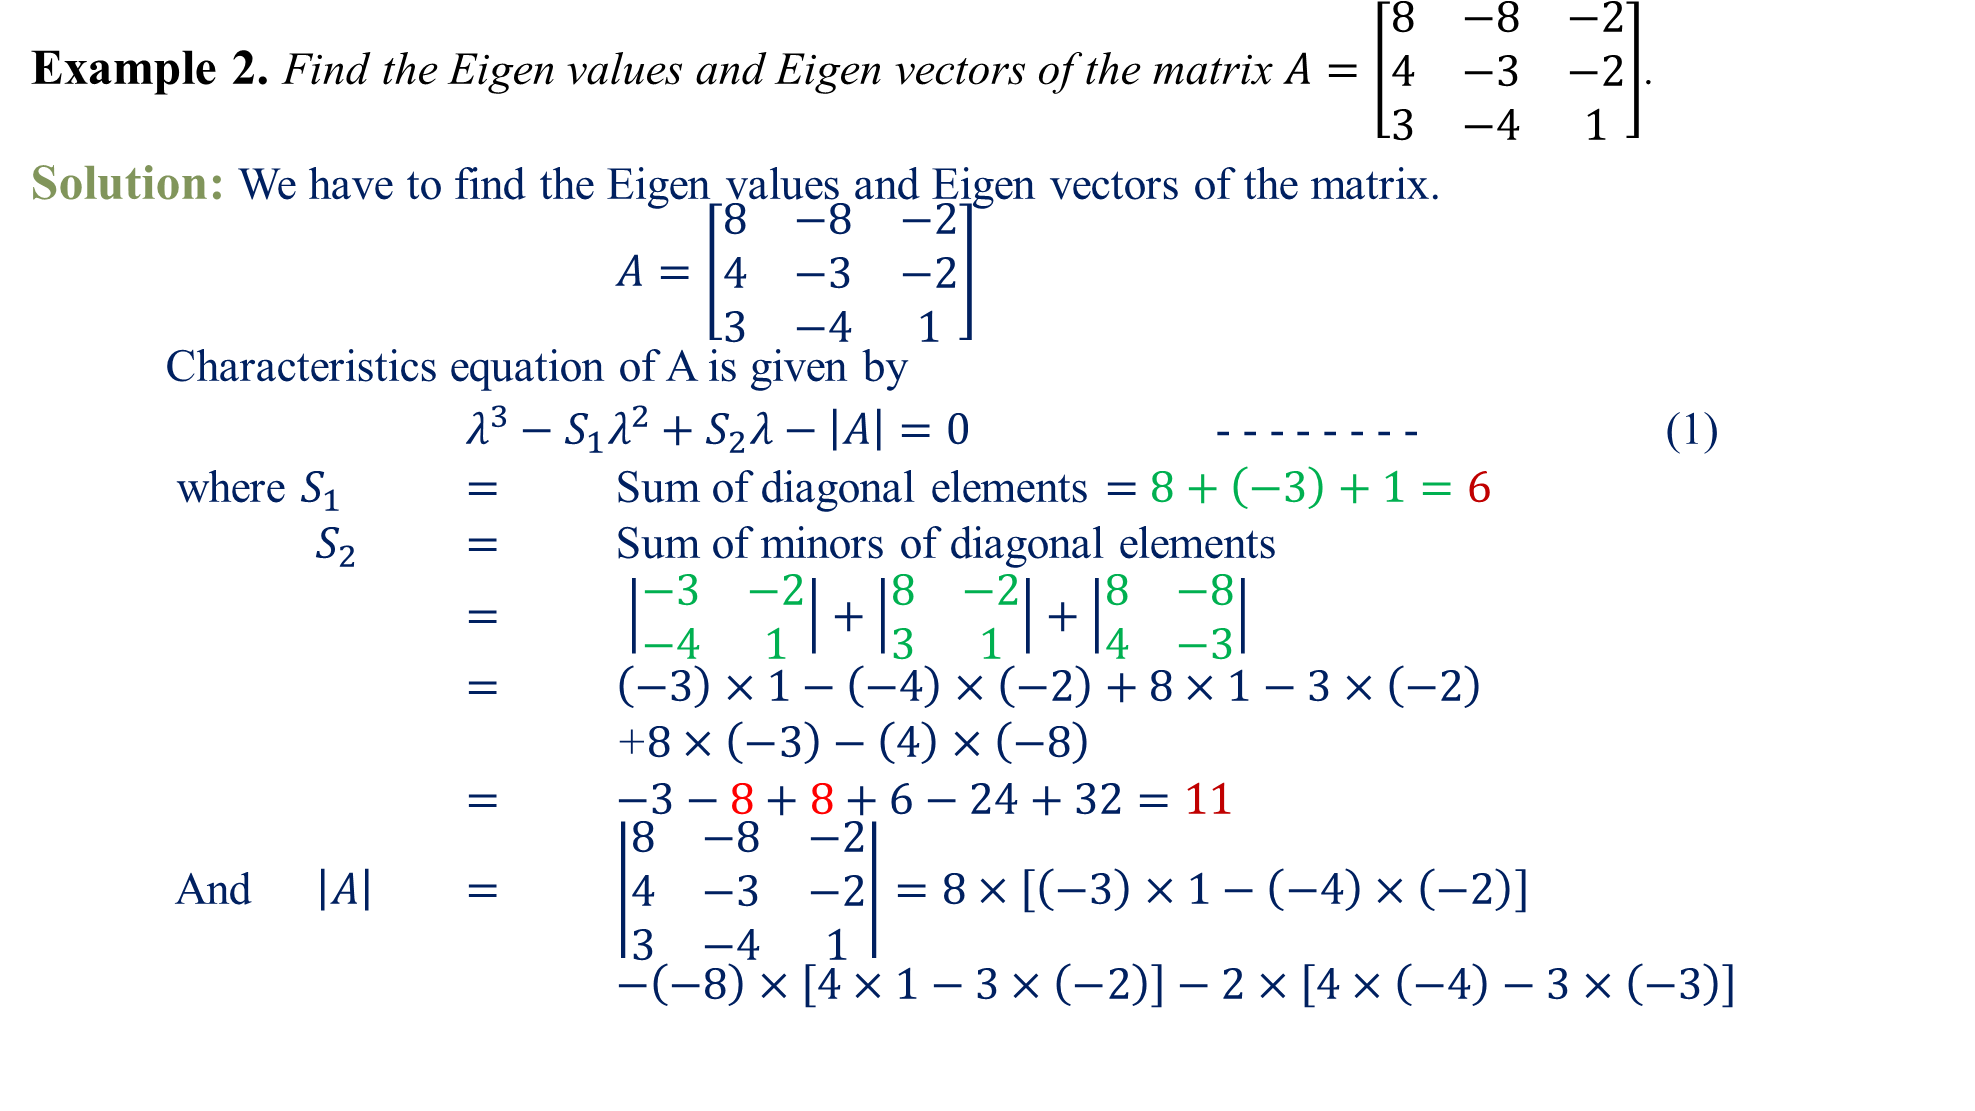 Example 2. Find the Eigen values and Eigen vectors of the matrix A = [8 −8 −2; 4 −3 −2; 3 −4 1].
Solution: We have to find the Eigen values and Eigen vectors of the matrix.
A = [8 −8 −2; 4 −3 −2; 3 −4 1]
Characteristics equation of A is given by
λ³ − S₁λ² + S₂λ − |A| = 0 - - - - - - - - (1)
where S₁ = Sum of diagonal elements = 8 + (−3) + 1 = 6
S₂ = Sum of minors of diagonal elements
= |−3 −2; −4 1| + |8 −2; 3 1| + |8 −8; 4 −3|
= (−3) × 1 − (−4) × (−2) + 8 × 1 − 3 × (−2)
+8 × (−3) − (4) × (−8)
= −3 − 8 + 8 + 6 − 24 + 32 = 11
And |A| = |8 −8 −2; 4 −3 −2; 3 −4 1| = 8 × [(−3) × 1 − (−4) × (−2)]
−(−8) × [4 × 1 − 3 × (−2)] − 2 × [4 × (−4) − 3 × (−3)]